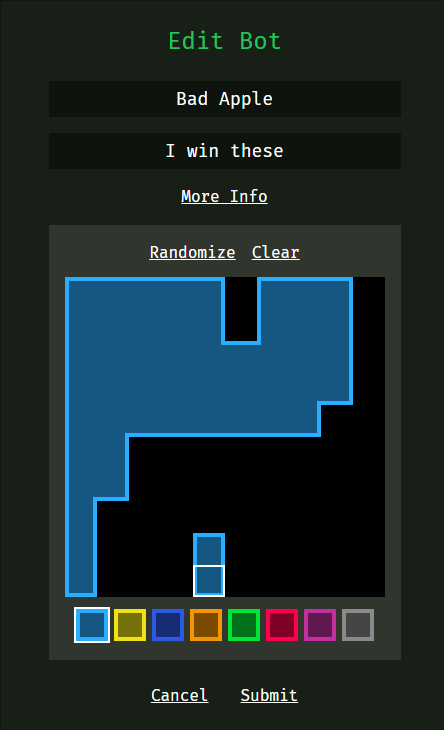 Edit Bot
Bad Apple
I win these
More Info
Randomize Clear
Cancel Submit